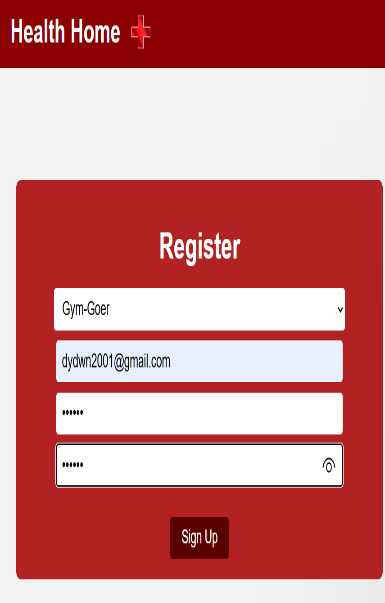 Health Home
Register
Gym-Goer
dydwn2001@gmail.com
••••••
••••••
Sign Up